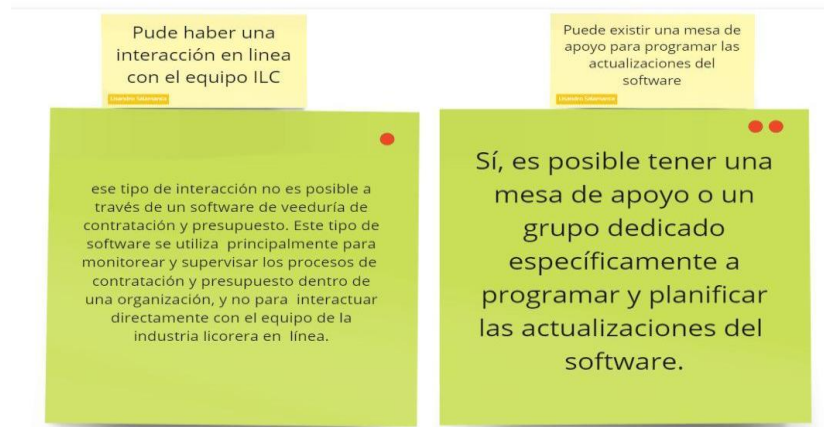 Pude haber una
interacción en linea
con el equipo ILC
Lisandro Salamanca
ese tipo de interacción no es posible a
través de un software de veeduría de
contratación y presupuesto. Este tipo de
software se utiliza principalmente para
monitorear y supervisar los procesos de
contratación y presupuesto dentro de
una organización, y no para interactuar
directamente con el equipo de la
industria licorera en línea.
Puede existir una mesa de
apoyo para programar las
actualizaciones del
software
Lisandro Salamanca
Sí, es posible tener una
mesa de apoyo o un
grupo dedicado
específicamente a
programar y planificar
las actualizaciones del
software.